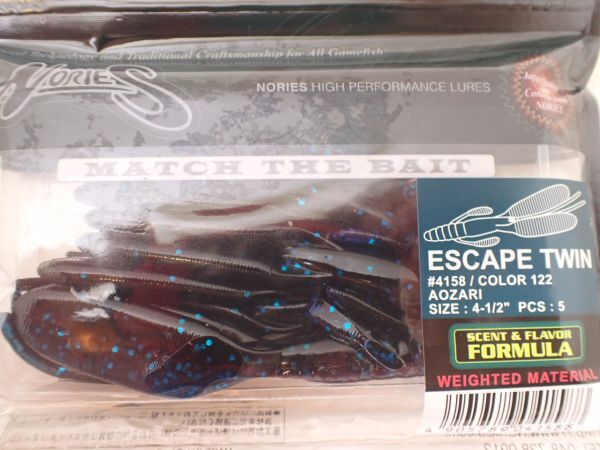 and Traditional Craftsmanship for All Gamefish
NORIES
NORIES HIGH PERFORMANCE LURES
NORIES
MATCH THE BAIT
ESCAPE TWIN
#4158 / COLOR 122
AOZARI
SIZE : 4-1/2" PCS : 5
SCENT & FLAVOR
FORMULA
WEIGHTED MATERIAL